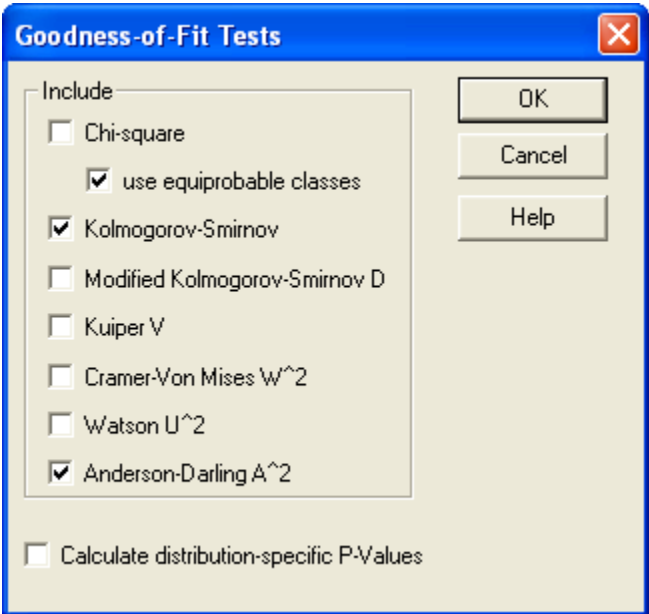 Goodness-of-Fit Tests
Include
Chi-square
use equiprobable classes
Kolmogorov-Smirnov
Modified Kolmogorov-Smirnov D
Kuiper V
Cramer-Von Mises W^2
Watson U^2
Anderson-Darling A^2
Calculate distribution-specific P-Values
OK
Cancel
Help